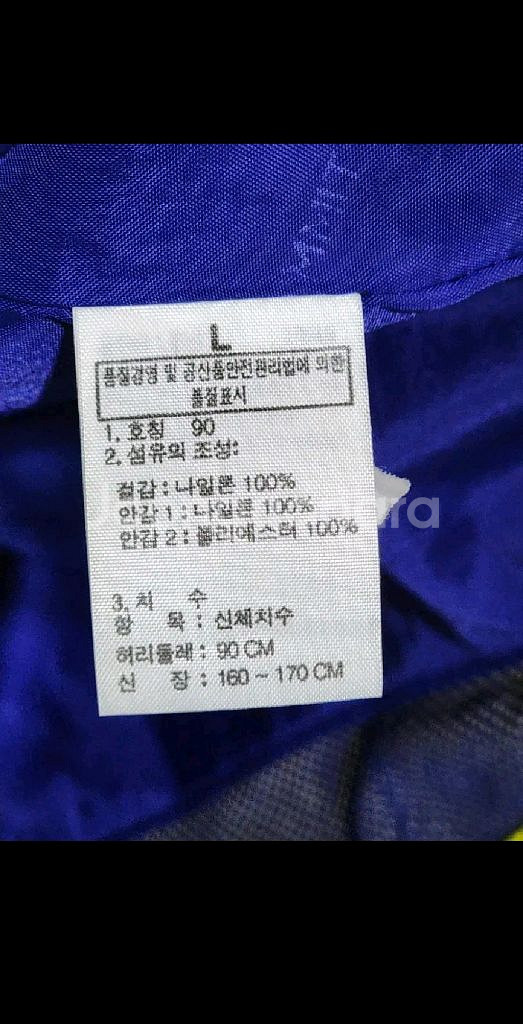 L
품질경영 및 공산품안전관리법에 의한
품질표시
1. 호칭 90
2. 섬유의 조성:
겉감 : 나일론 100%
안감 1 : 나일론 100%
안감 2 : 폴리에스터 100%
3. 치 수
항 목 : 신체치수
허리둘레 : 90 CM
신 장 : 160 ~ 170 CM